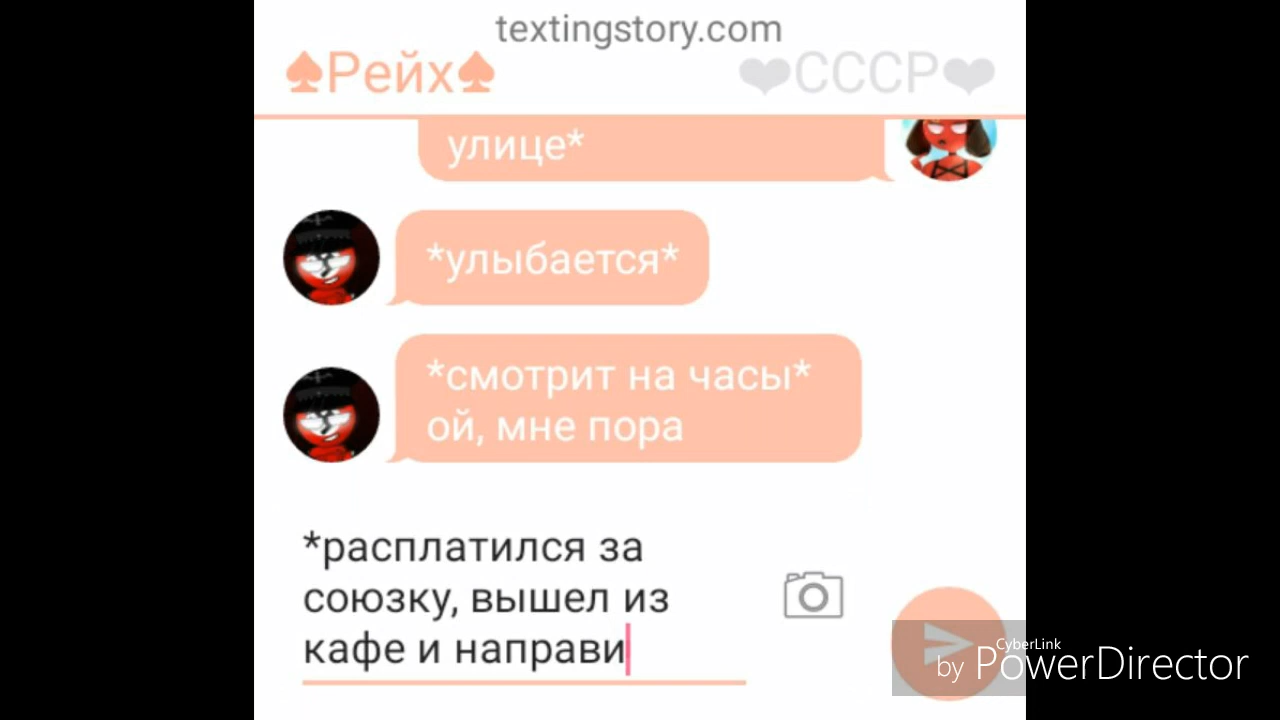 textingstory.com
♠Рейх♠ ❤СССР❤
улице*
*улыбается*
*смотрит на часы*
ой, мне пора
*расплатился за
союзку, вышел из
кафе и направи
CyberLink
by PowerDirector